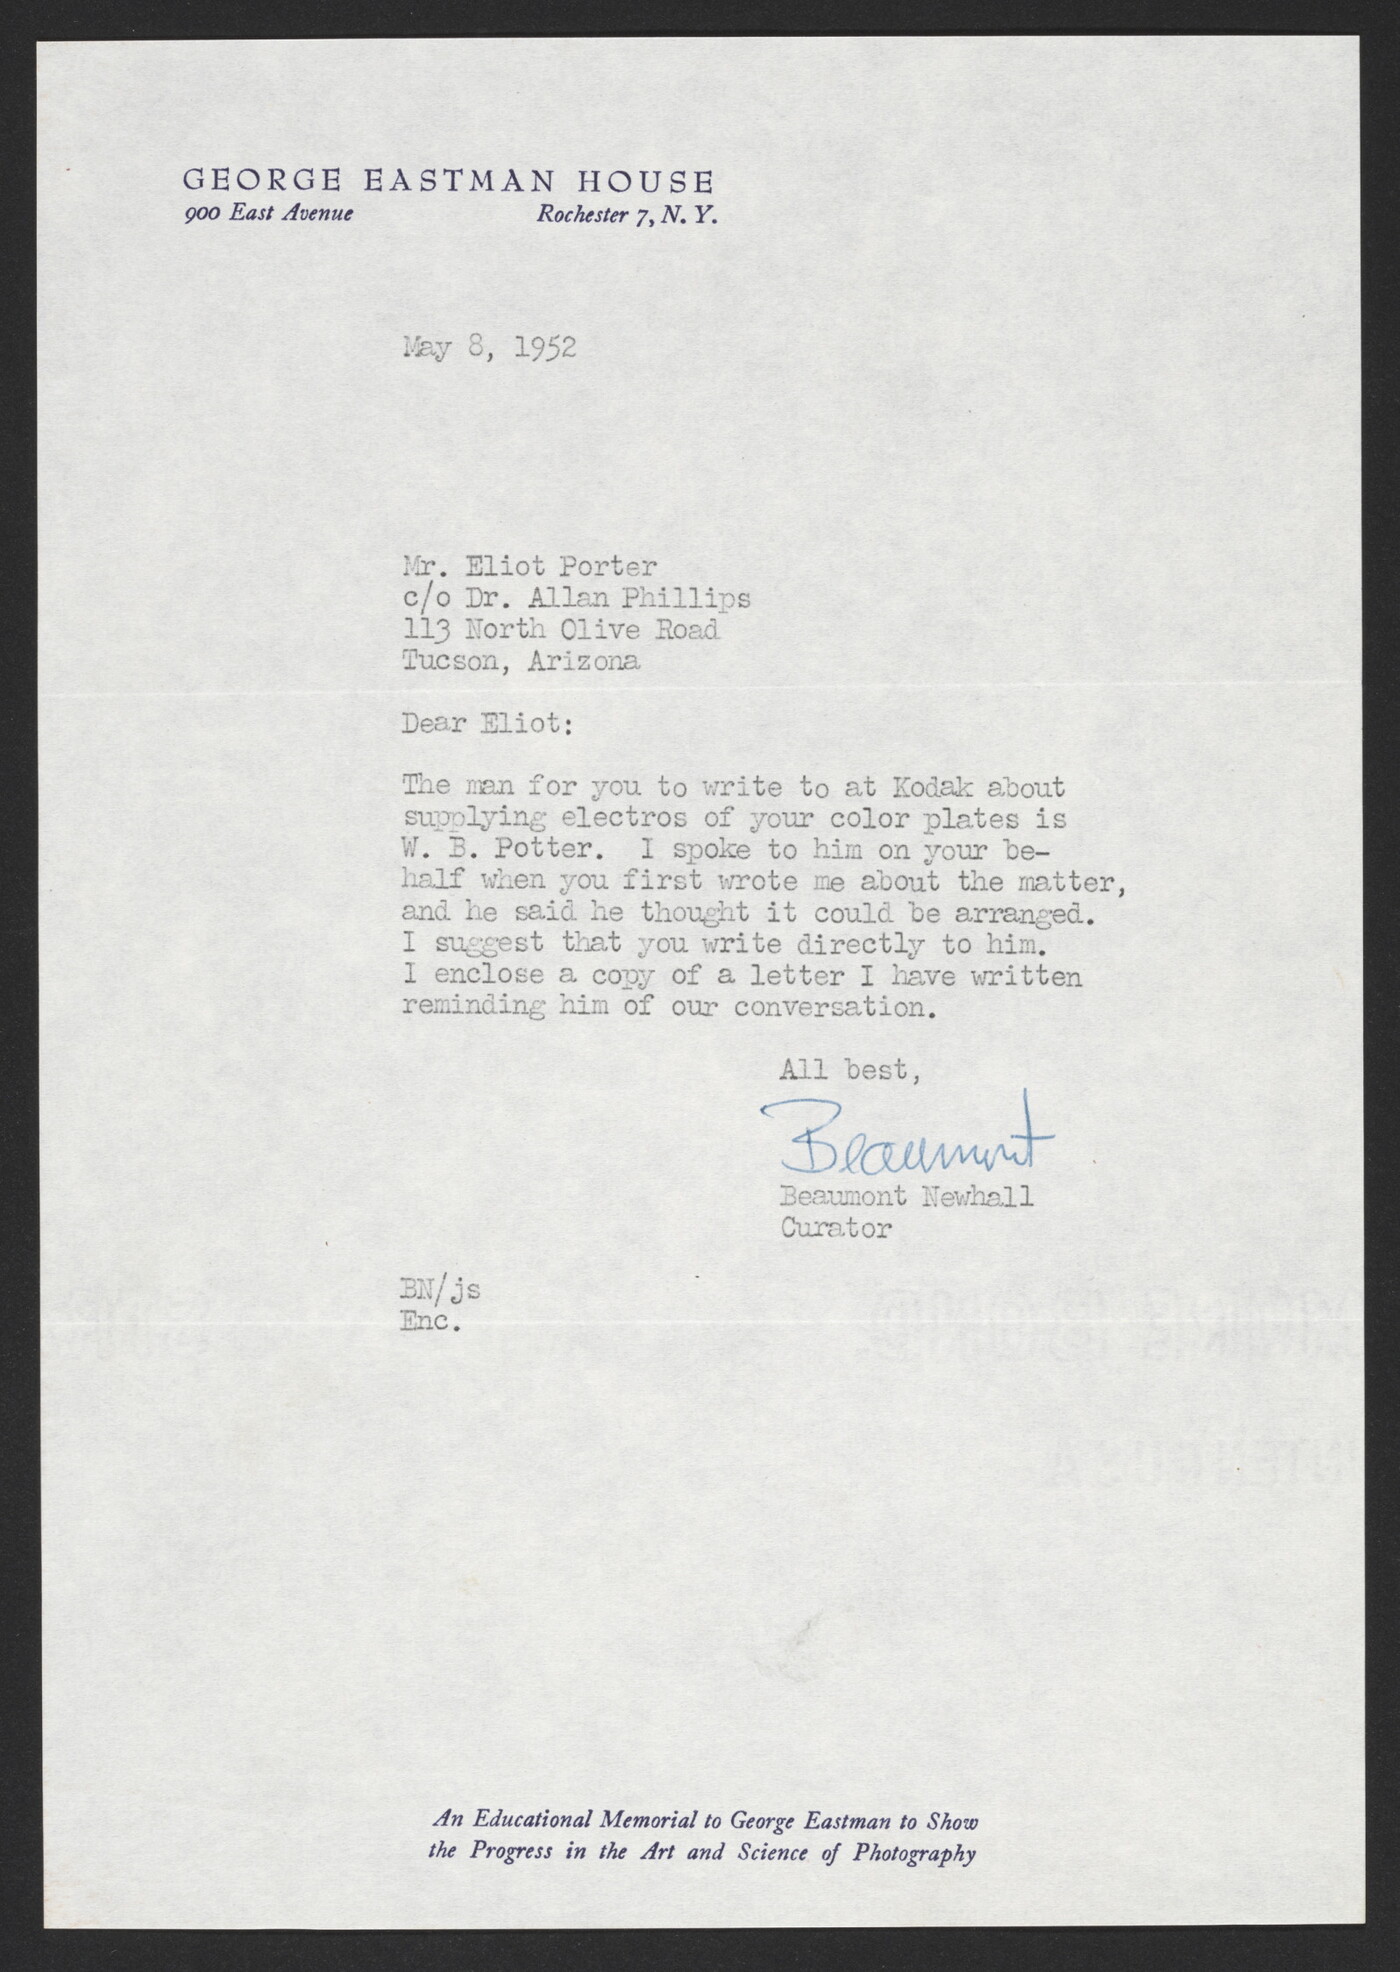 GEORGE EASTMAN HOUSE
900 East Avenue Rochester 7, N. Y.
May 8, 1952
Mr. Eliot Porter
c/o Dr. Allan Phillips
113 North Olive Road
Tucson, Arizona
Dear Eliot:
The man for you to write to at Kodak about
supplying electros of your color plates is
W. B. Potter. I spoke to him on your be-
half when you first wrote me about the matter,
and he said he thought it could be arranged.
I suggest that you write directly to him.
I enclose a copy of a letter I have written
reminding him of our conversation.
All best,
Beaumont
Beaumont Newhall
Curator
BN/js
Enc.
An Educational Memorial to George Eastman to Show
the Progress in the Art and Science of Photography